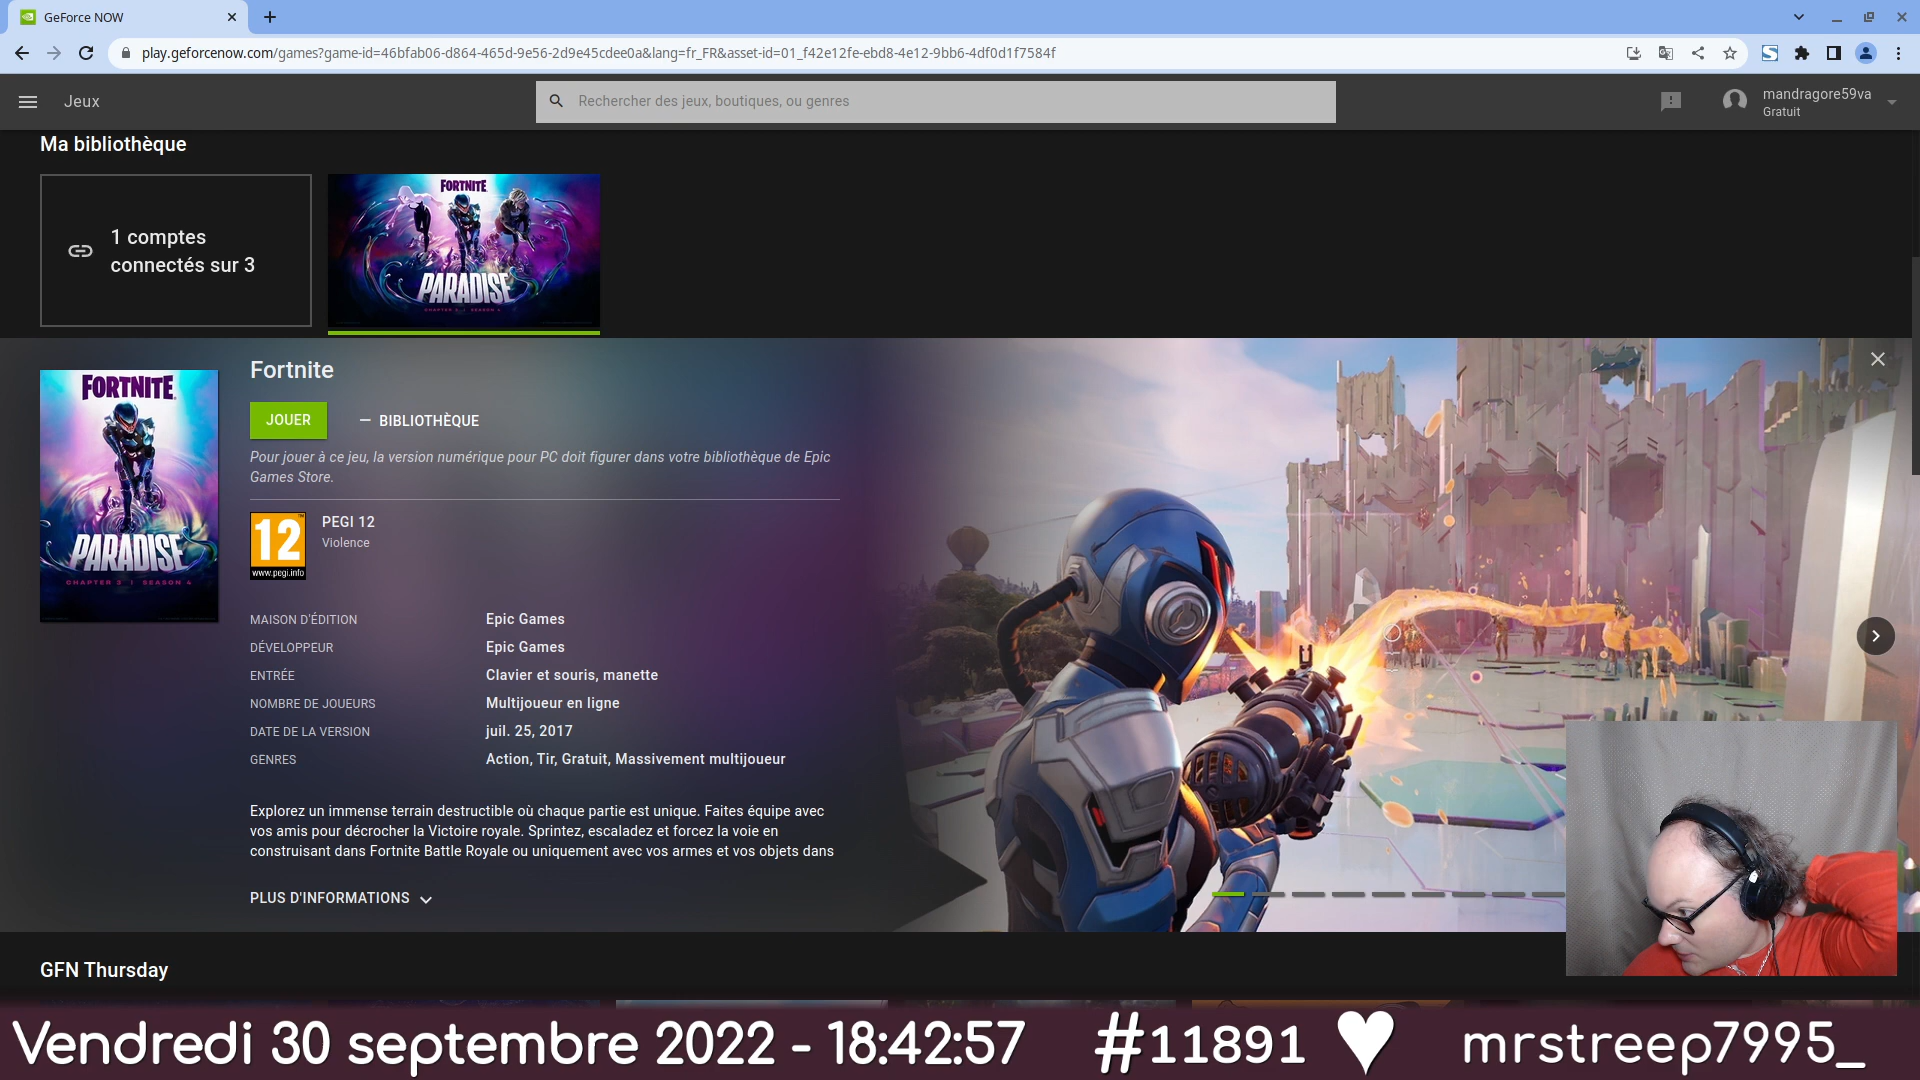 GeForce NOW
play.geforcenow.com/games?game-id=46bfab06-d864-465d-9e56-2d9e45cdee0a&lang=fr_FR&asset-id=01_f42e12fe-ebd8-4e12-9bb6-4df0d1f7584f
Jeux
Rechercher des jeux, boutiques, ou genres
mandragore59va
Gratuit
Ma bibliothèque
1 comptes
connectés sur 3
FORTNITE
PARADISE
CHAPTER 3 | SEASON 4
Fortnite
FORTNITE
PARADISE
CHAPTER 3 | SEASON 4
JOUER
BIBLIOTHÈQUE
Pour jouer à ce jeu, la version numérique pour PC doit figurer dans votre bibliothèque de Epic
Games Store.
12
www.pegi.info
PEGI 12
Violence
MAISON D'ÉDITION Epic Games
DÉVELOPPEUR Epic Games
ENTRÉE Clavier et souris, manette
NOMBRE DE JOUEURS Multijoueur en ligne
DATE DE LA VERSION juil. 25, 2017
GENRES Action, Tir, Gratuit, Massivement multijoueur
Explorez un immense terrain destructible où chaque partie est unique. Faites équipe avec
vos amis pour décrocher la Victoire royale. Sprintez, escaladez et forcez la voie en
construisant dans Fortnite Battle Royale ou uniquement avec vos armes et vos objets dans
PLUS D'INFORMATIONS
GFN Thursday
Vendredi 30 septembre 2022 - 18:42:57 #11891 ♥ mrstreep7995_